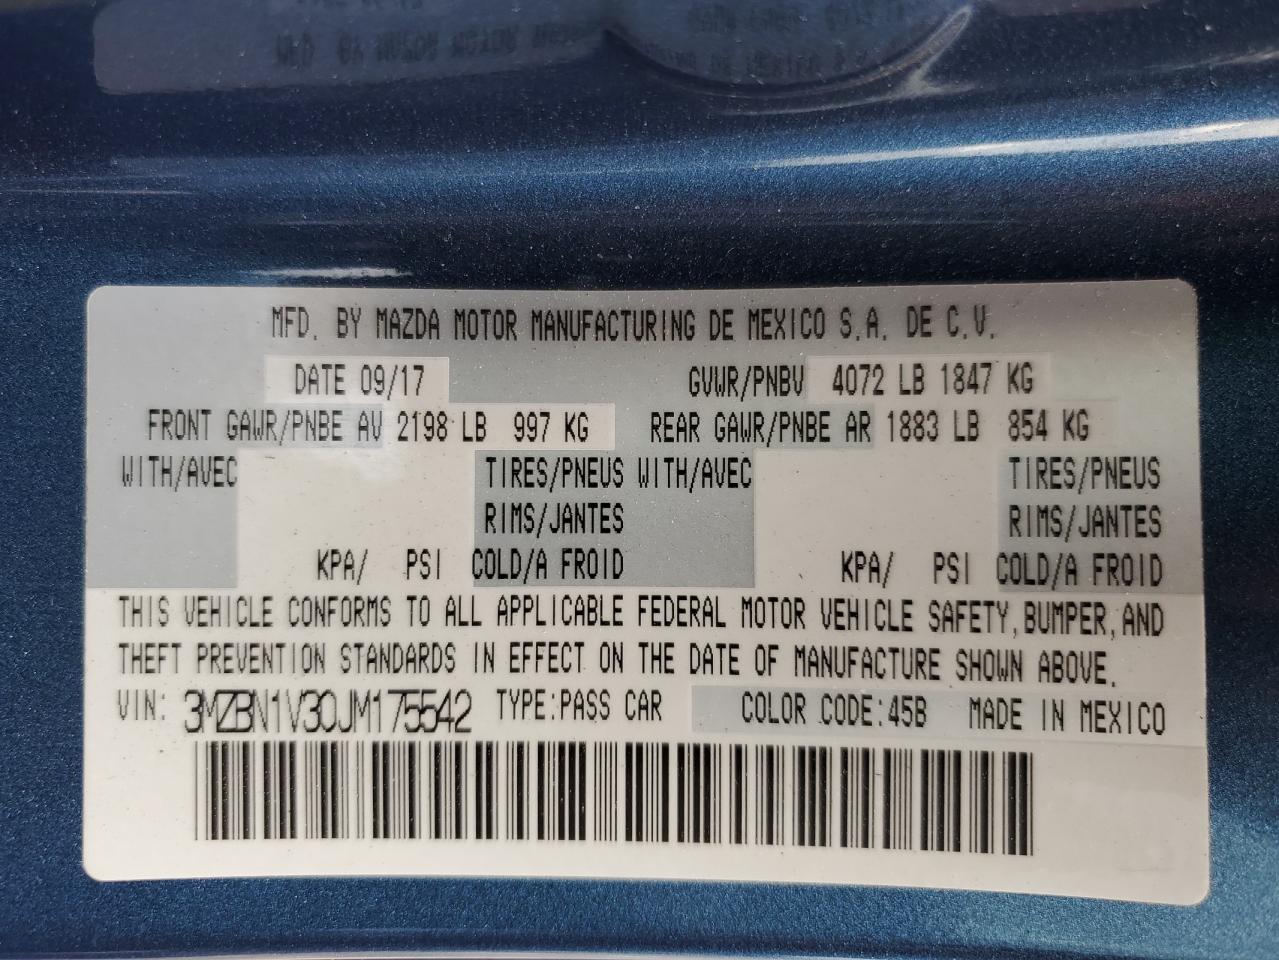 MFD. BY MAZDA MOTOR MANUFACTURING DE MEXICO S.A. DE C.V.
DATE 09/17 GVWR/PNBV 4072 LB 1847 KG
FRONT GAWR/PNBE AV 2198 LB 997 KG REAR GAWR/PNBE AR 1883 LB 854 KG
WITH/AVEC TIRES/PNEUS WITH/AVEC TIRES/PNEUS
RIMS/JANTES RIMS/JANTES
KPA/ PSI COLD/A FROID KPA/ PSI COLD/A FROID
THIS VEHICLE CONFORMS TO ALL APPLICABLE FEDERAL MOTOR VEHICLE SAFETY, BUMPER, AND
THEFT PREVENTION STANDARDS IN EFFECT ON THE DATE OF MANUFACTURE SHOWN ABOVE.
VIN: 3MZBN1V30JM175542 TYPE:PASS CAR COLOR CODE:45B MADE IN MEXICO